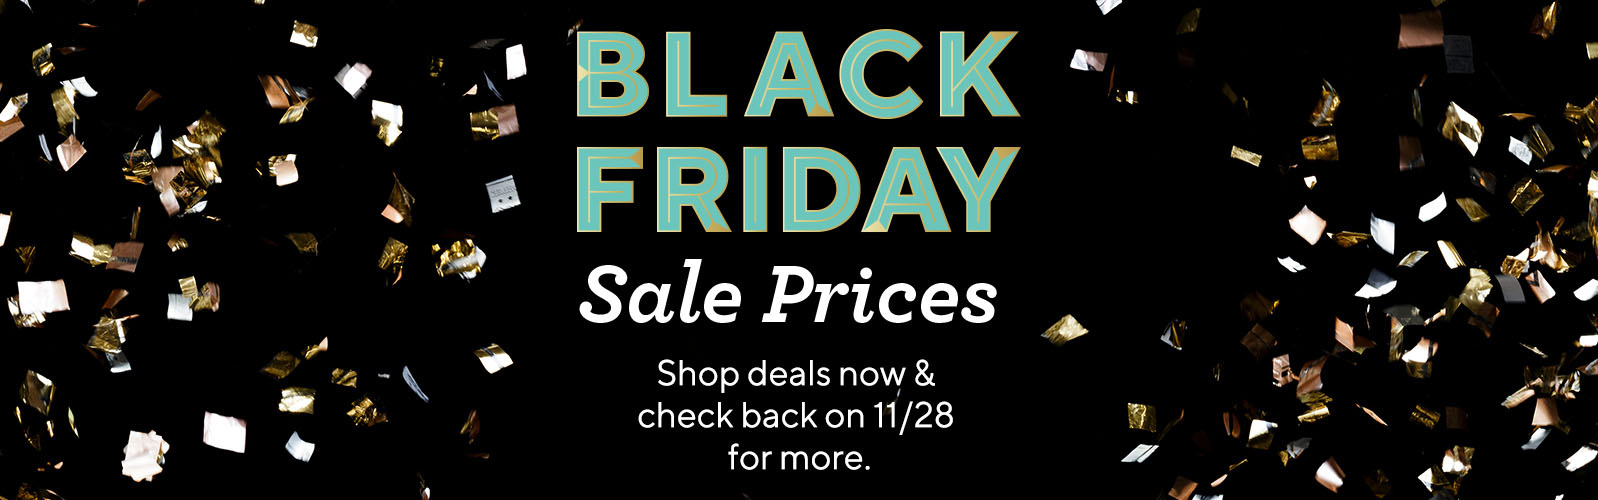 BLACK
FRIDAY
Sale Prices
Shop deals now &
check back on 11/28
for more.